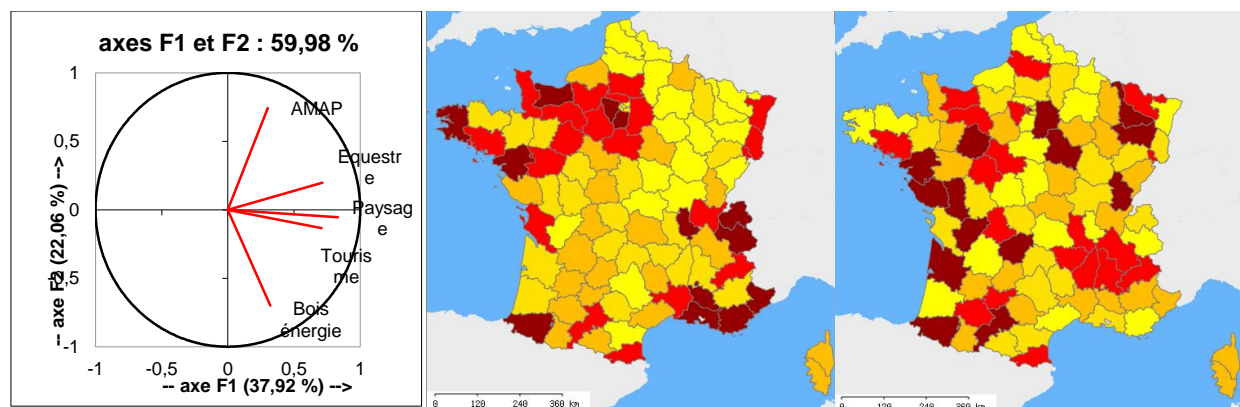 axes F1 et F2 : 59,98 %
1
AMAP
0,5
Equestr
e
Paysag
e
0
Touris
me
-0,5
Bois
énergie
-1
-1
-0,5
0
0,5
1
-- axe F1 (37,92 %) -->
-- axe F2 (22,06 %) -->
0 120 240 360 km
0 120 240 360 km